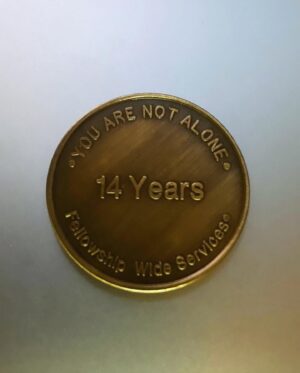 •YOU ARE NOT ALONE•
14 Years
Fellowship Wide Services•